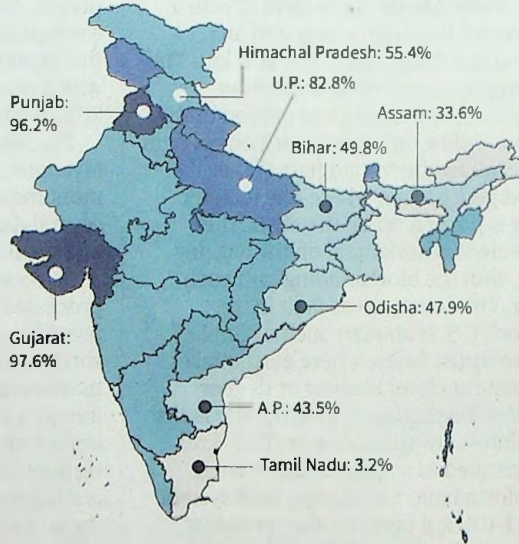 Himachal Pradesh: 55.4%
U.P.: 82.8%
Punjab:
96.2%
Assam: 33.6%
Bihar: 49.8%
Odisha: 47.9%
Gujarat:
97.6%
A.P.: 43.5%
Tamil Nadu: 3.2%